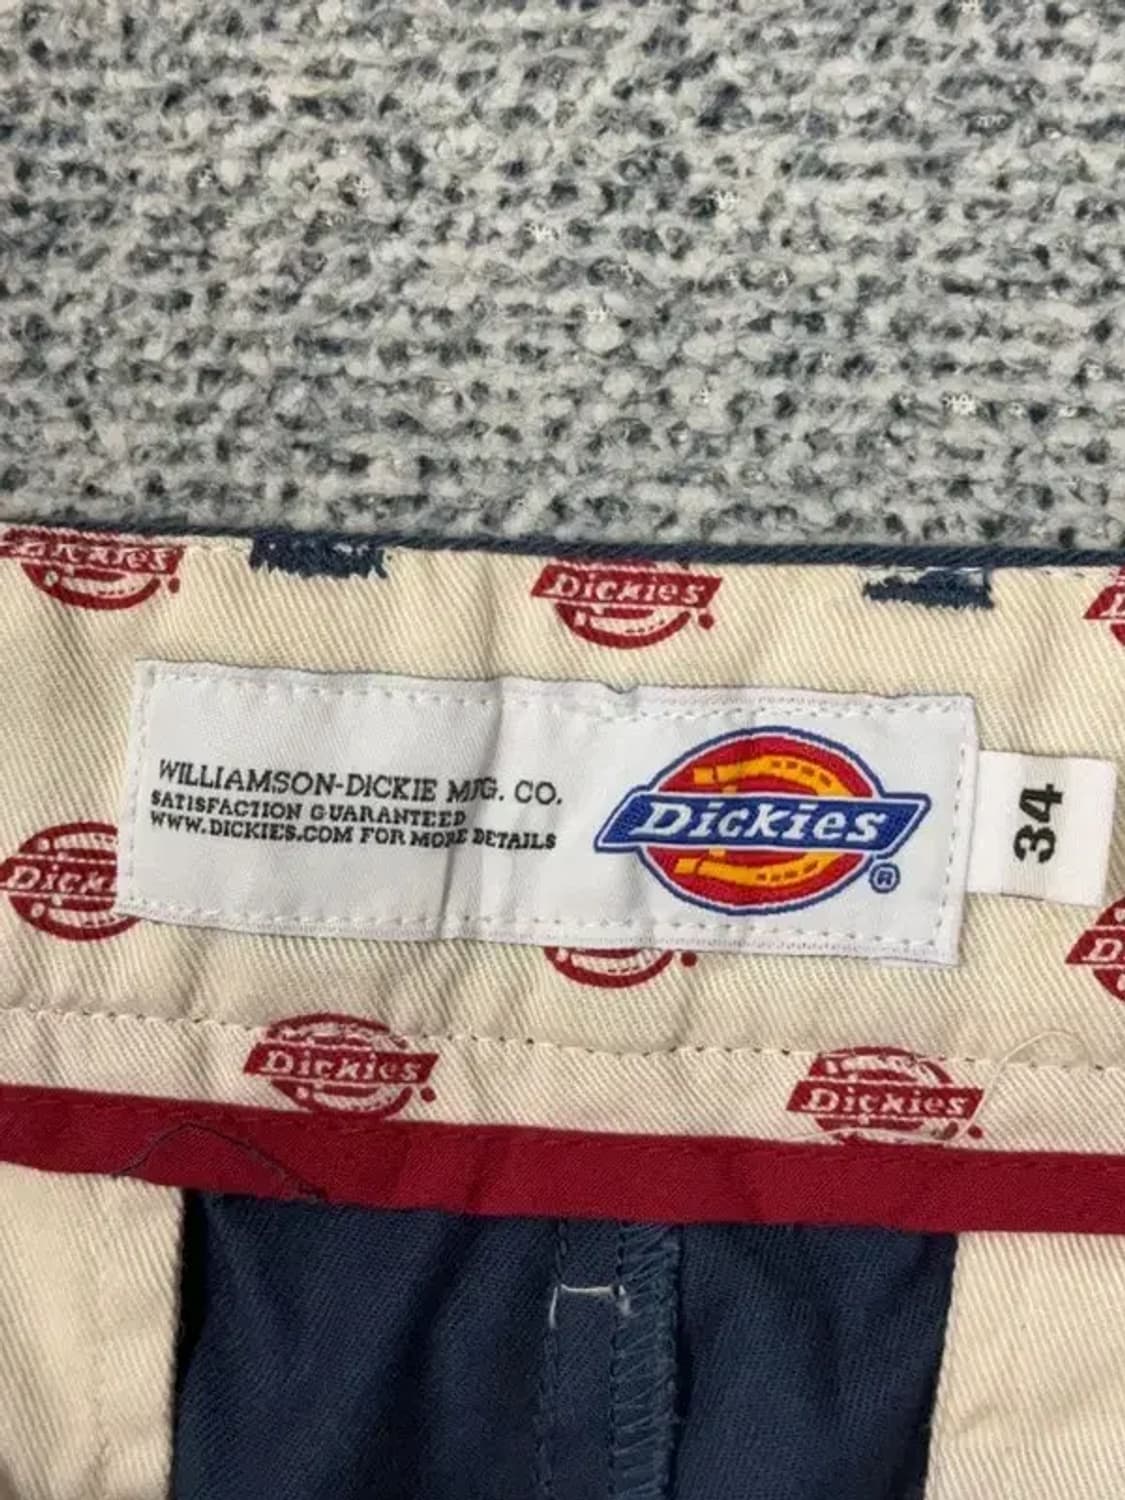 Dickies
Dickies
WILLIAMSON-DICKIE MFG. CO.
SATISFACTION GUARANTEED
WWW.DICKIES.COM FOR MORE DETAILS
Dickies
®
34
Dickies
Dickies